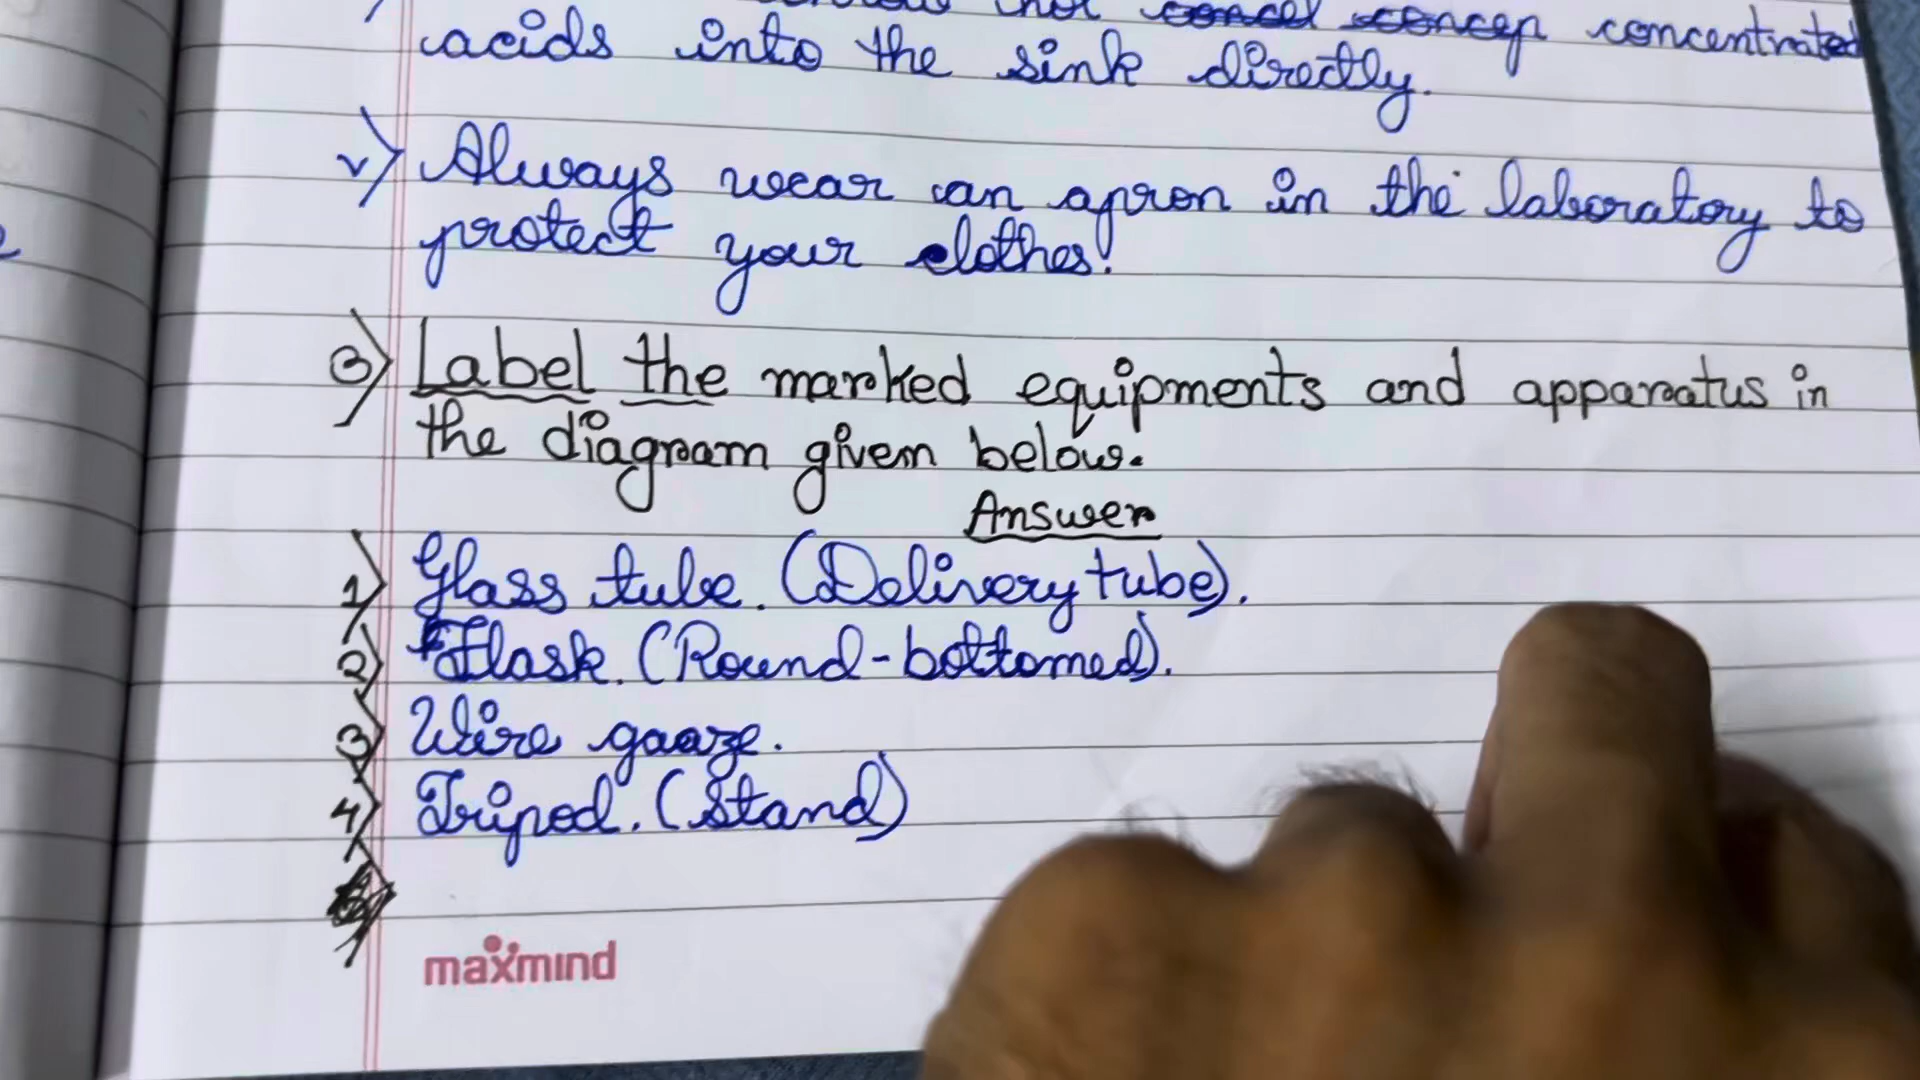 not concentrated
acids into the sink directly.
v) Always wear an apron in the laboratory to
protect your clothes.
3) Label the marked equipments and apparatus in
the diagram given below.
Answer
1) Glass tube. (Delivery tube).
2) Flask. (Round-bottomed).
3) Wire gauze.
4) Tripod. (Stand)
maxmind